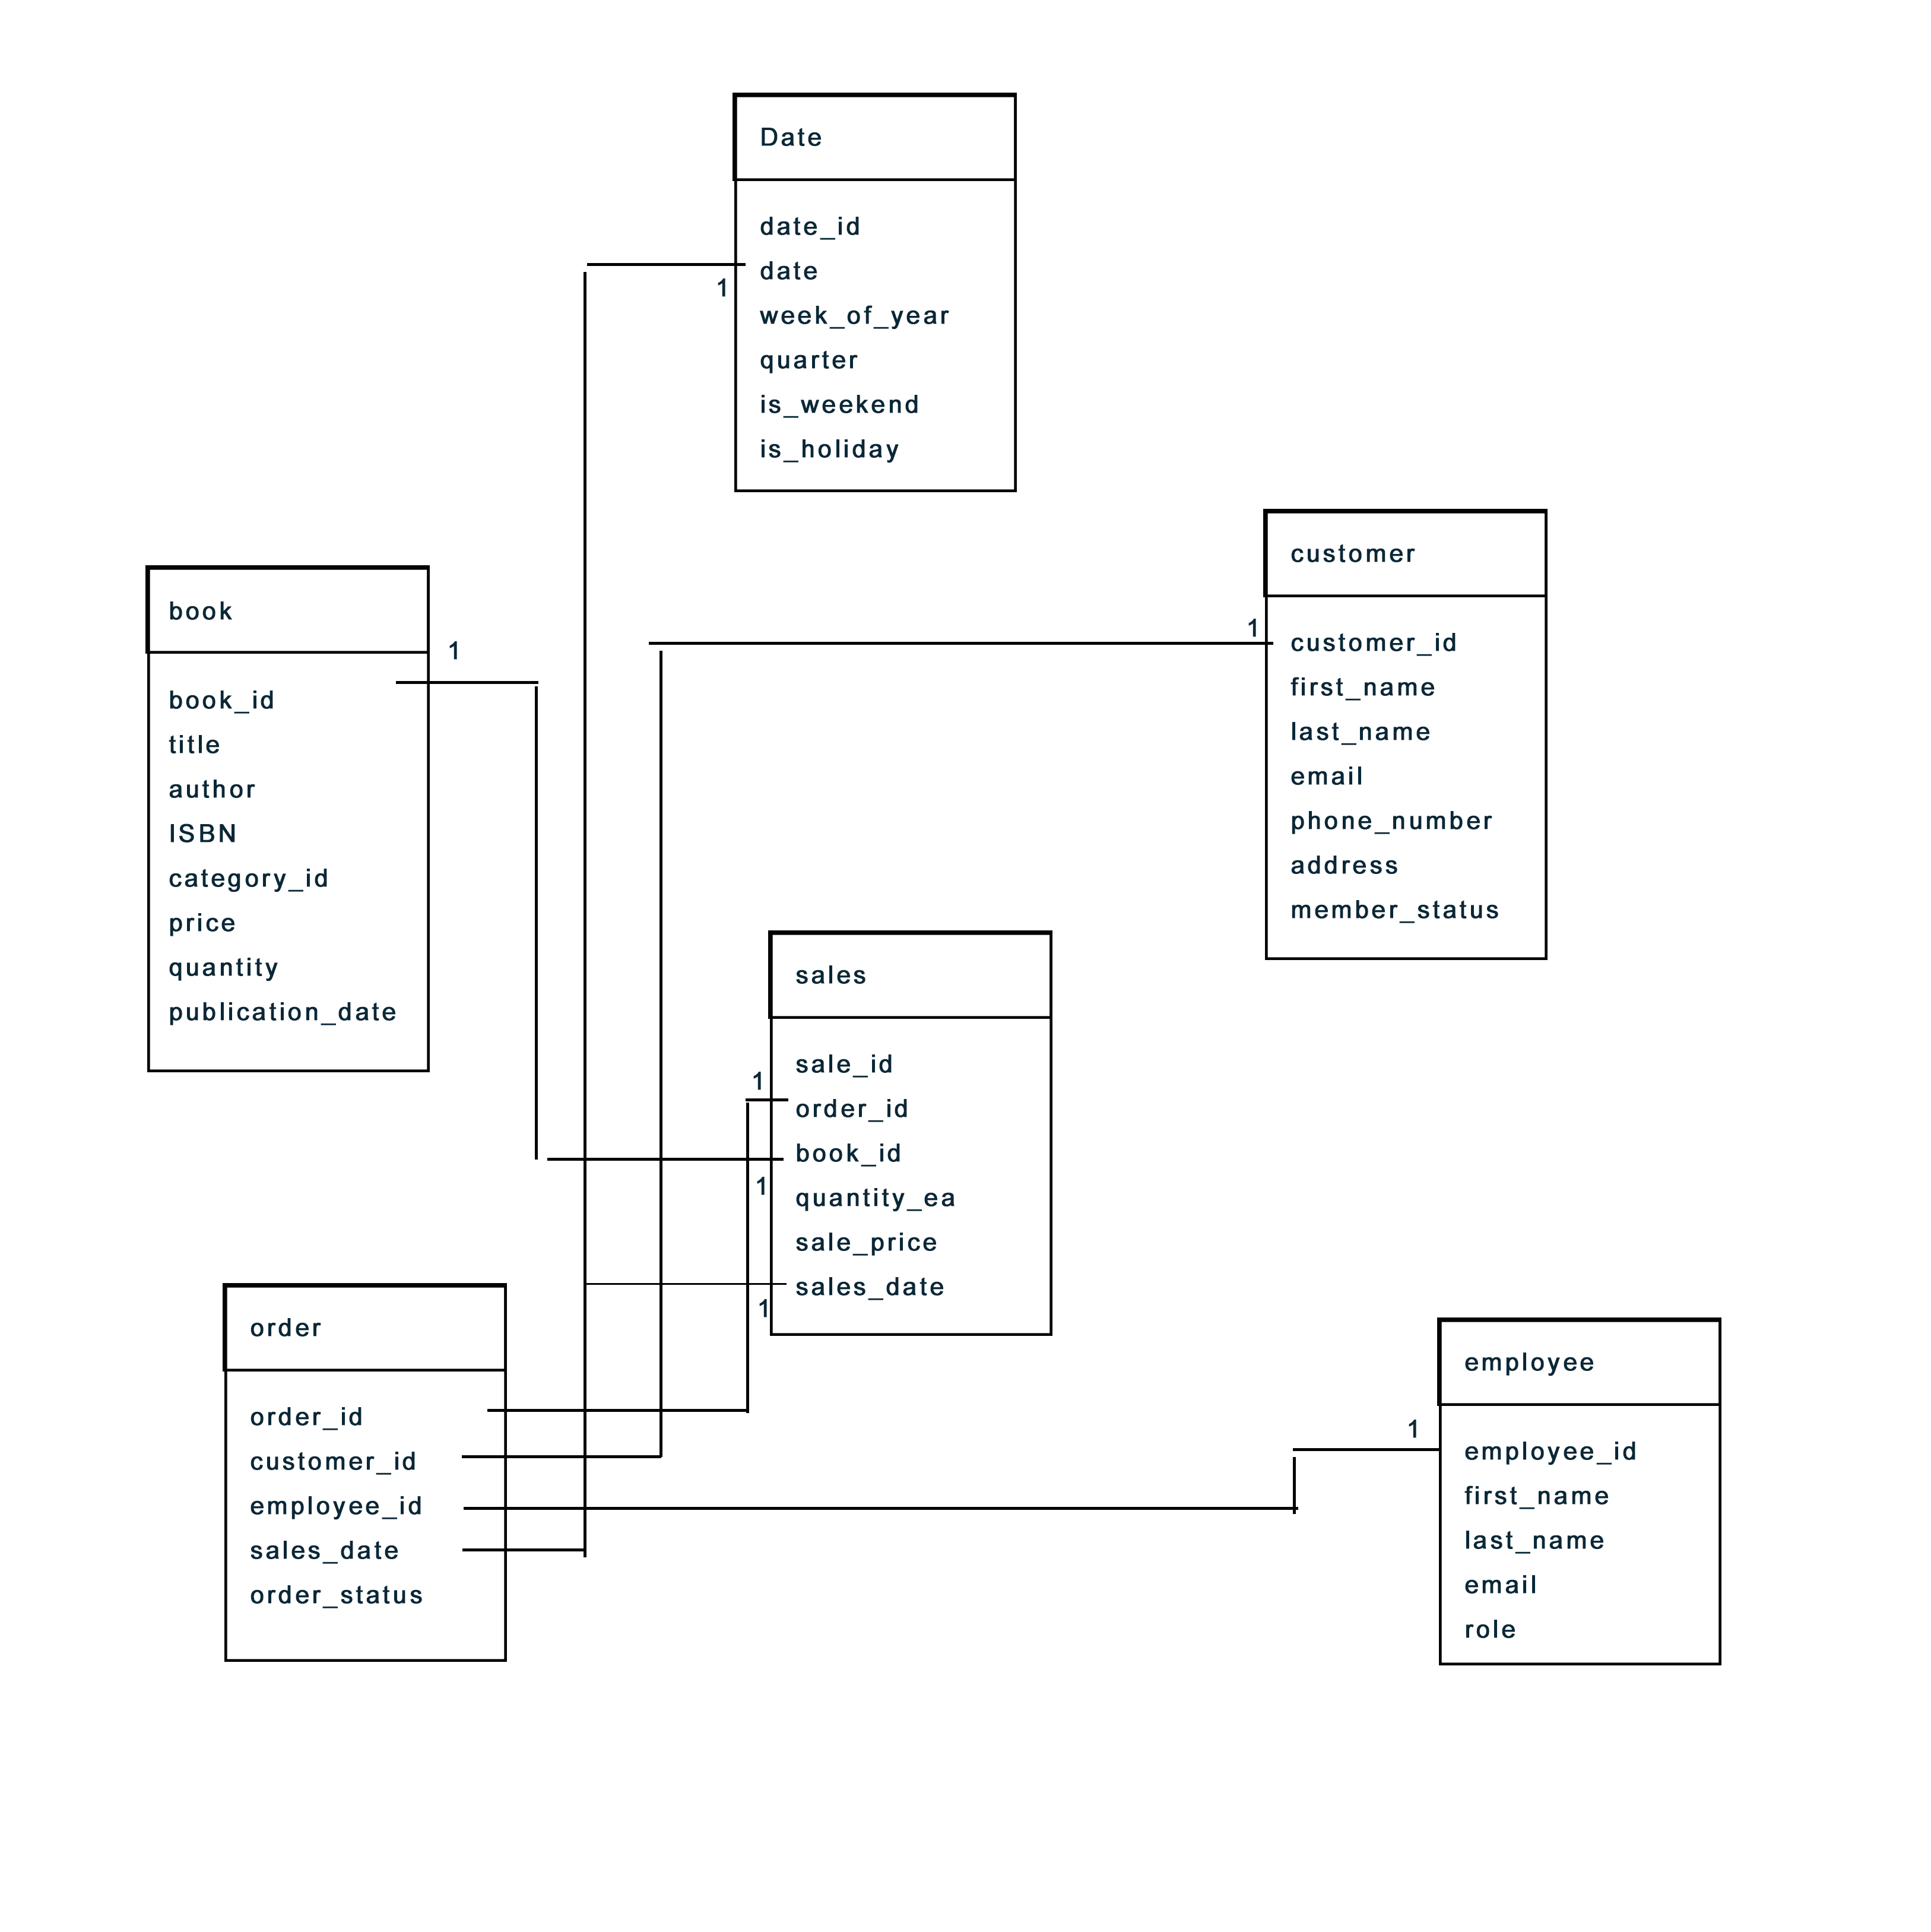 Date
date_id
date
1
week_of_year
quarter
is_weekend
is_holiday
customer
1
customer_id
first_name
last_name
email
phone_number
address
member_status
book
1
book_id
title
author
ISBN
category_id
price
quantity
publication_date
sales
sale_id
1
order_id
book_id
1
quantity_ea
sale_price
sales_date
1
order
order_id
customer_id
employee_id
sales_date
order_status
employee
1
employee_id
first_name
last_name
email
role